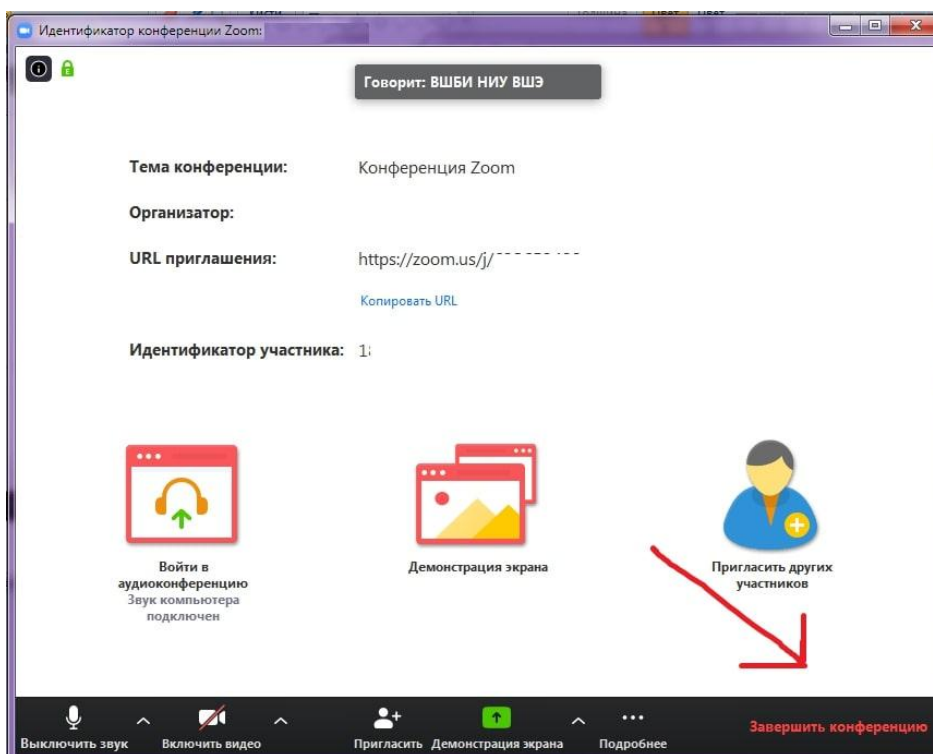 Идентификатор конференции Zoom:
Говорит: ВШБИ НИУ ВШЭ
Тема конференции: Конференция Zoom
Организатор:
URL приглашения: https://zoom.us/j/
Копировать URL
Идентификатор участника:
Войти в
аудиоконференцию
Звук компьютера
подключен
Демонстрация экрана
Пригласить других
участников
Выключить звук Включить видео Пригласить Демонстрация экрана Подробнее Завершить конференцию